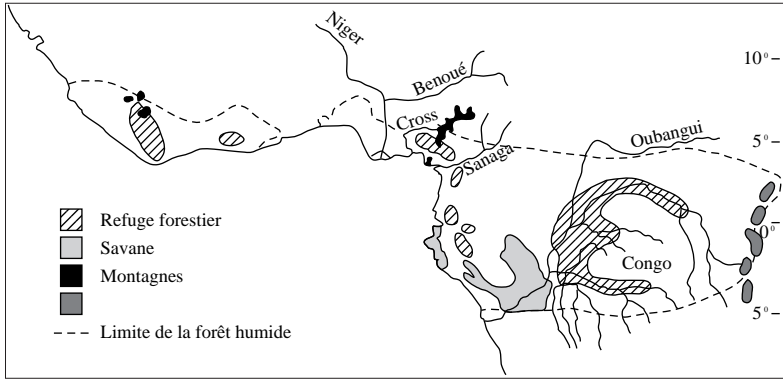 Niger
10°
Benoué
Cross
Oubangui
5°
Sanaga
Refuge forestier
Savane
0°
Montagnes
Congo
Limite de la forêt humide
5°